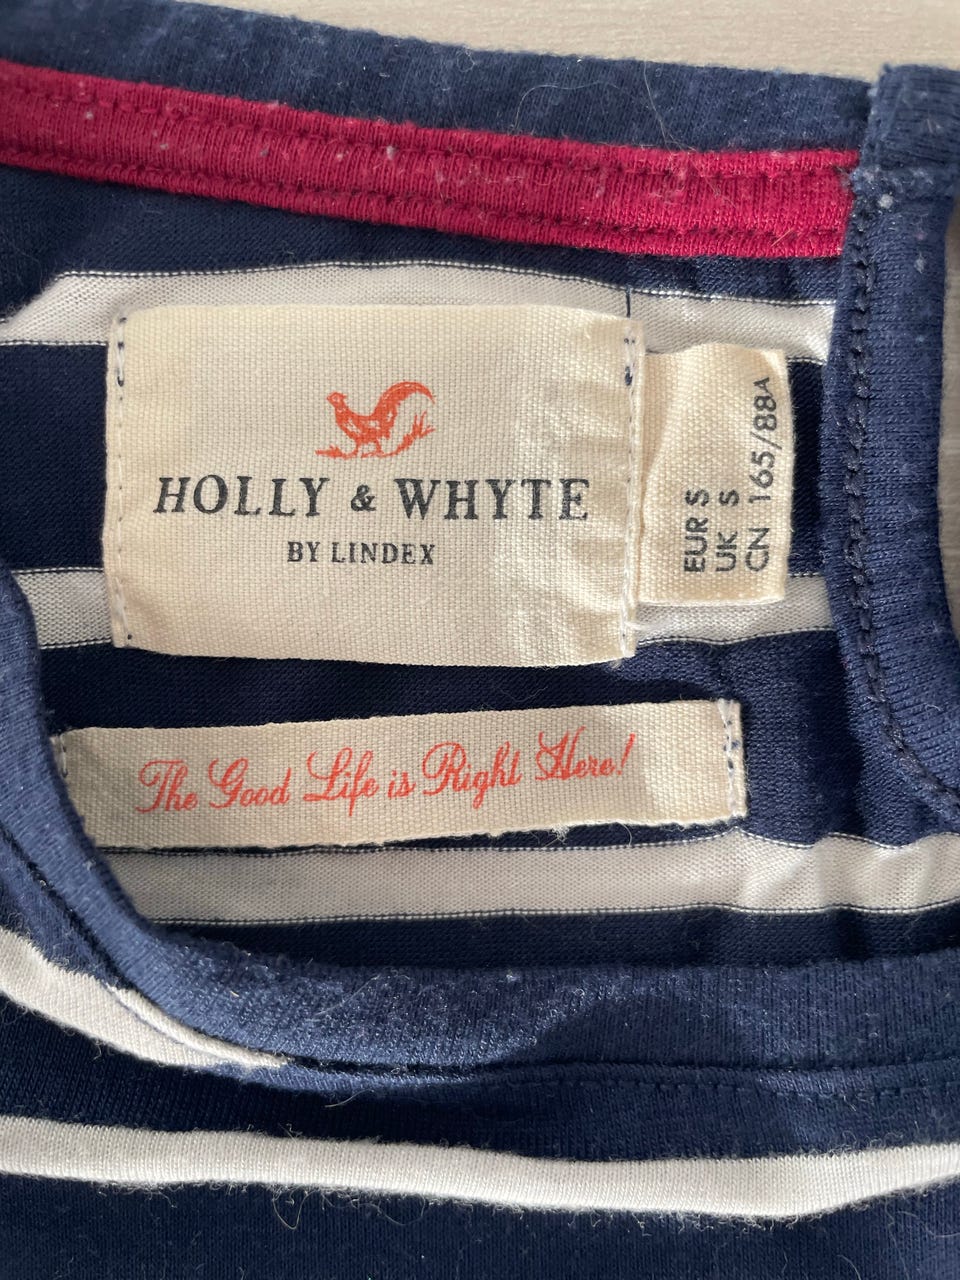 HOLLY & WHYTE
BY LINDEX
EUR S
UK S
CN 165/88A
The Good Life is Right Here!